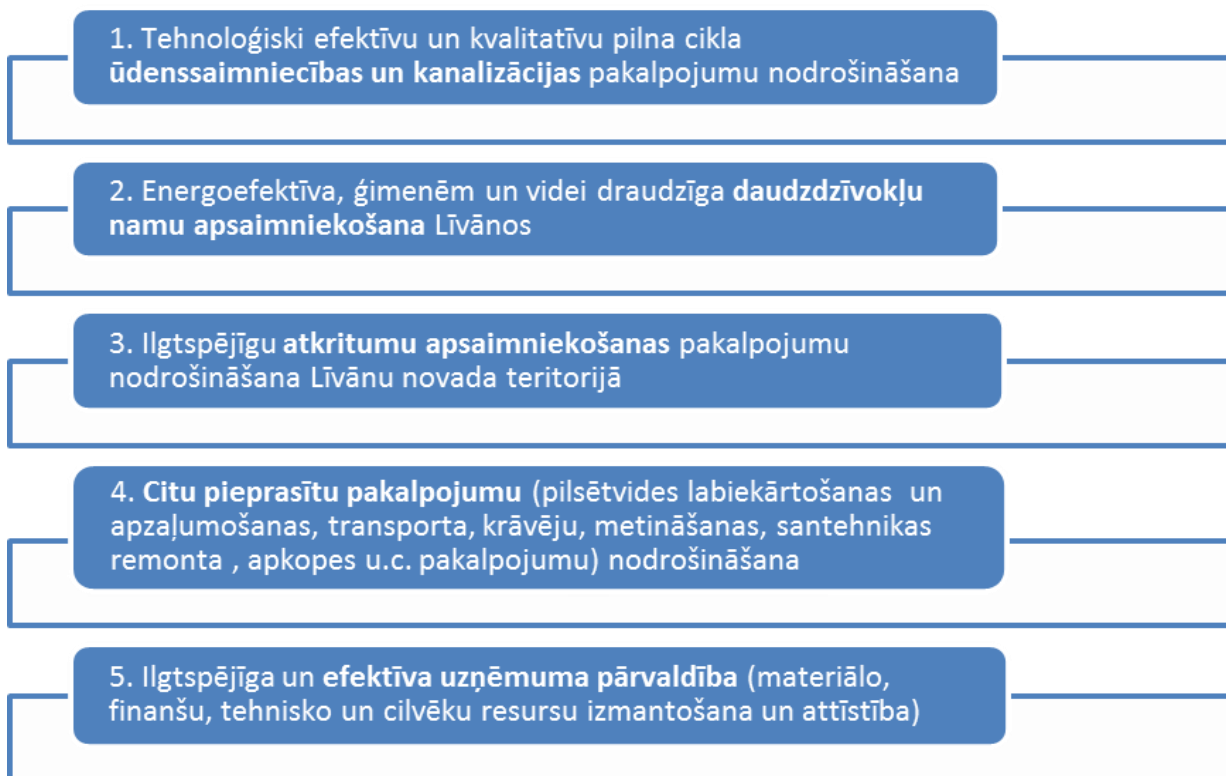 1. Tehnoloģiski efektīvu un kvalitatīvu pilna cikla
ūdenssaimniecības un kanalizācijas pakalpojumu nodrošināšana
2. Energoefektīva, ģimenēm un videi draudzīga daudzdzīvokļu
namu apsaimniekošana Līvānos
3. Ilgtspējīgu atkritumu apsaimniekošanas pakalpojumu
nodrošināšana Līvānu novada teritorijā
4. Citu pieprasītu pakalpojumu (pilsētvides labiekārtošanas un
apzaļumošanas, transporta, krāvēju, metināšanas, santehnikas
remonta , apkopes u.c. pakalpojumu) nodrošināšana
5. Ilgtspējīga un efektīva uzņēmuma pārvaldība (materiālo,
finanšu, tehnisko un cilvēku resursu izmantošana un attīstība)